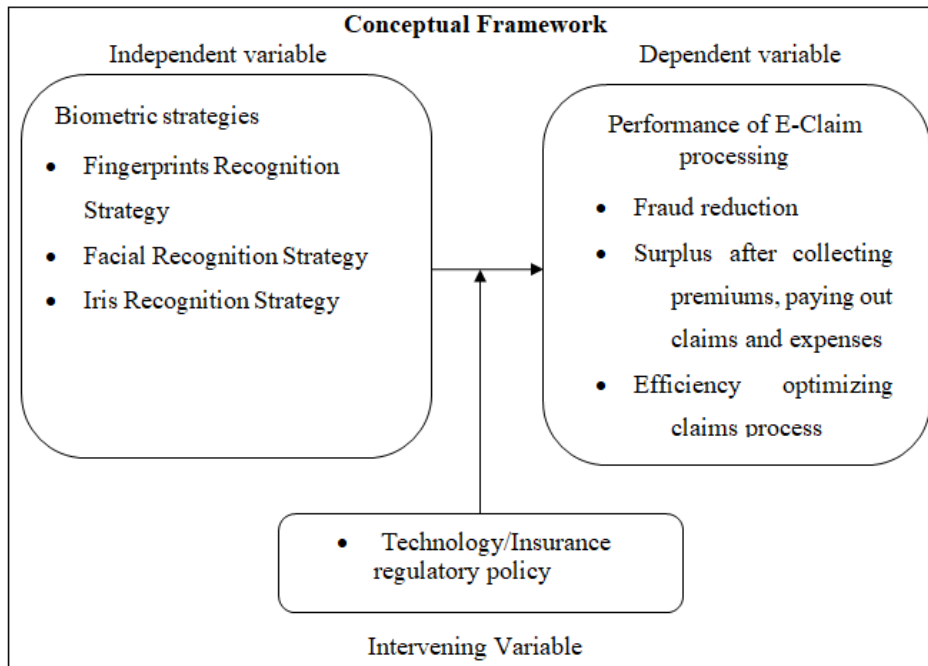 Conceptual Framework
Independent variable
Dependent variable
Biometric strategies
• Fingerprints Recognition
Strategy
• Facial Recognition Strategy
• Iris Recognition Strategy
Performance of E-Claim
processing
• Fraud reduction
• Surplus after collecting
premiums, paying out
claims and expenses
• Efficiency optimizing
claims process
• Technology/Insurance
regulatory policy
Intervening Variable